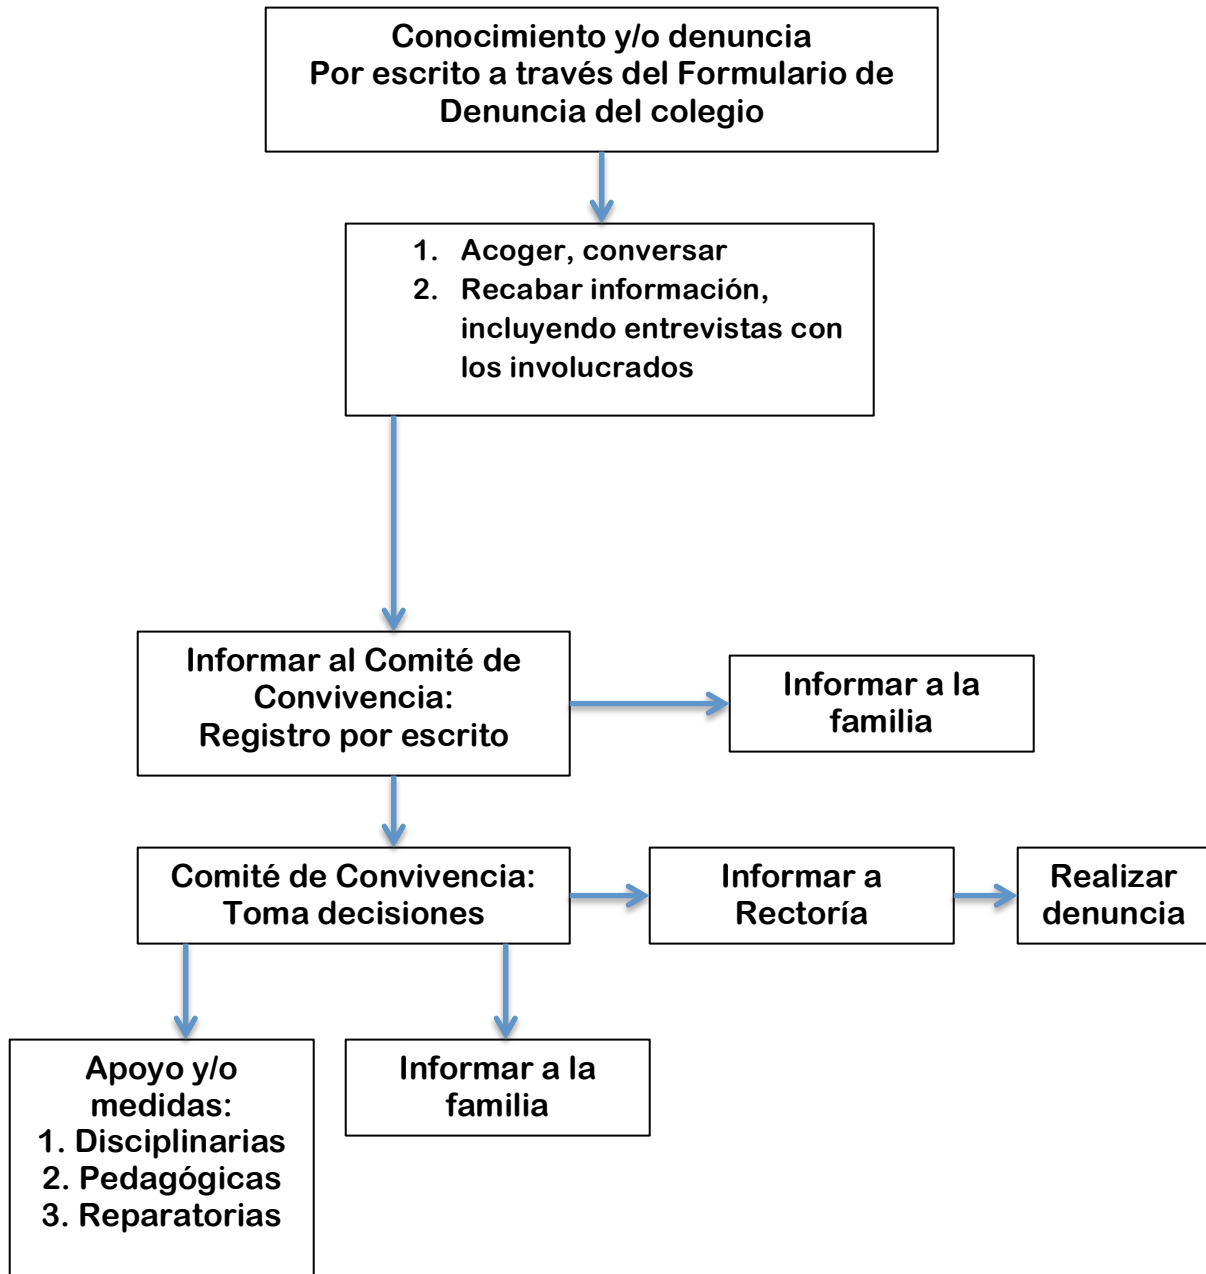 Conocimiento y/o denuncia
Por escrito a través del Formulario de
Denuncia del colegio
1. Acoger, conversar
2. Recabar información,
incluyendo entrevistas con
los involucrados
Informar al Comité de
Convivencia:
Registro por escrito
Informar a la
familia
Comité de Convivencia:
Toma decisiones
Informar a
Rectoría
Realizar
denuncia
Apoyo y/o
medidas:
1. Disciplinarias
2. Pedagógicas
3. Reparatorias
Informar a la
familia